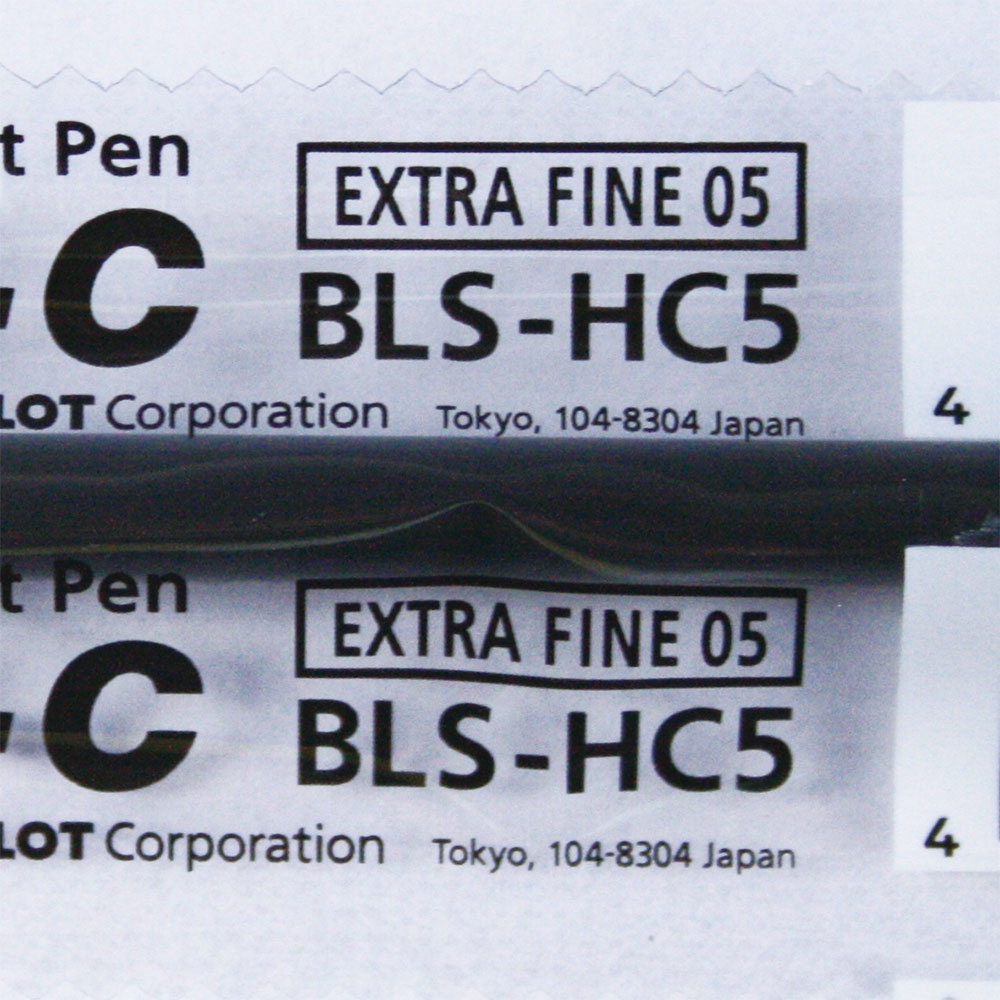 t Pen
EXTRA FINE 05
-C
BLS-HC5
LOT Corporation Tokyo, 104-8304 Japan
4
t Pen
EXTRA FINE 05
-C
BLS-HC5
LOT Corporation Tokyo, 104-8304 Japan
4